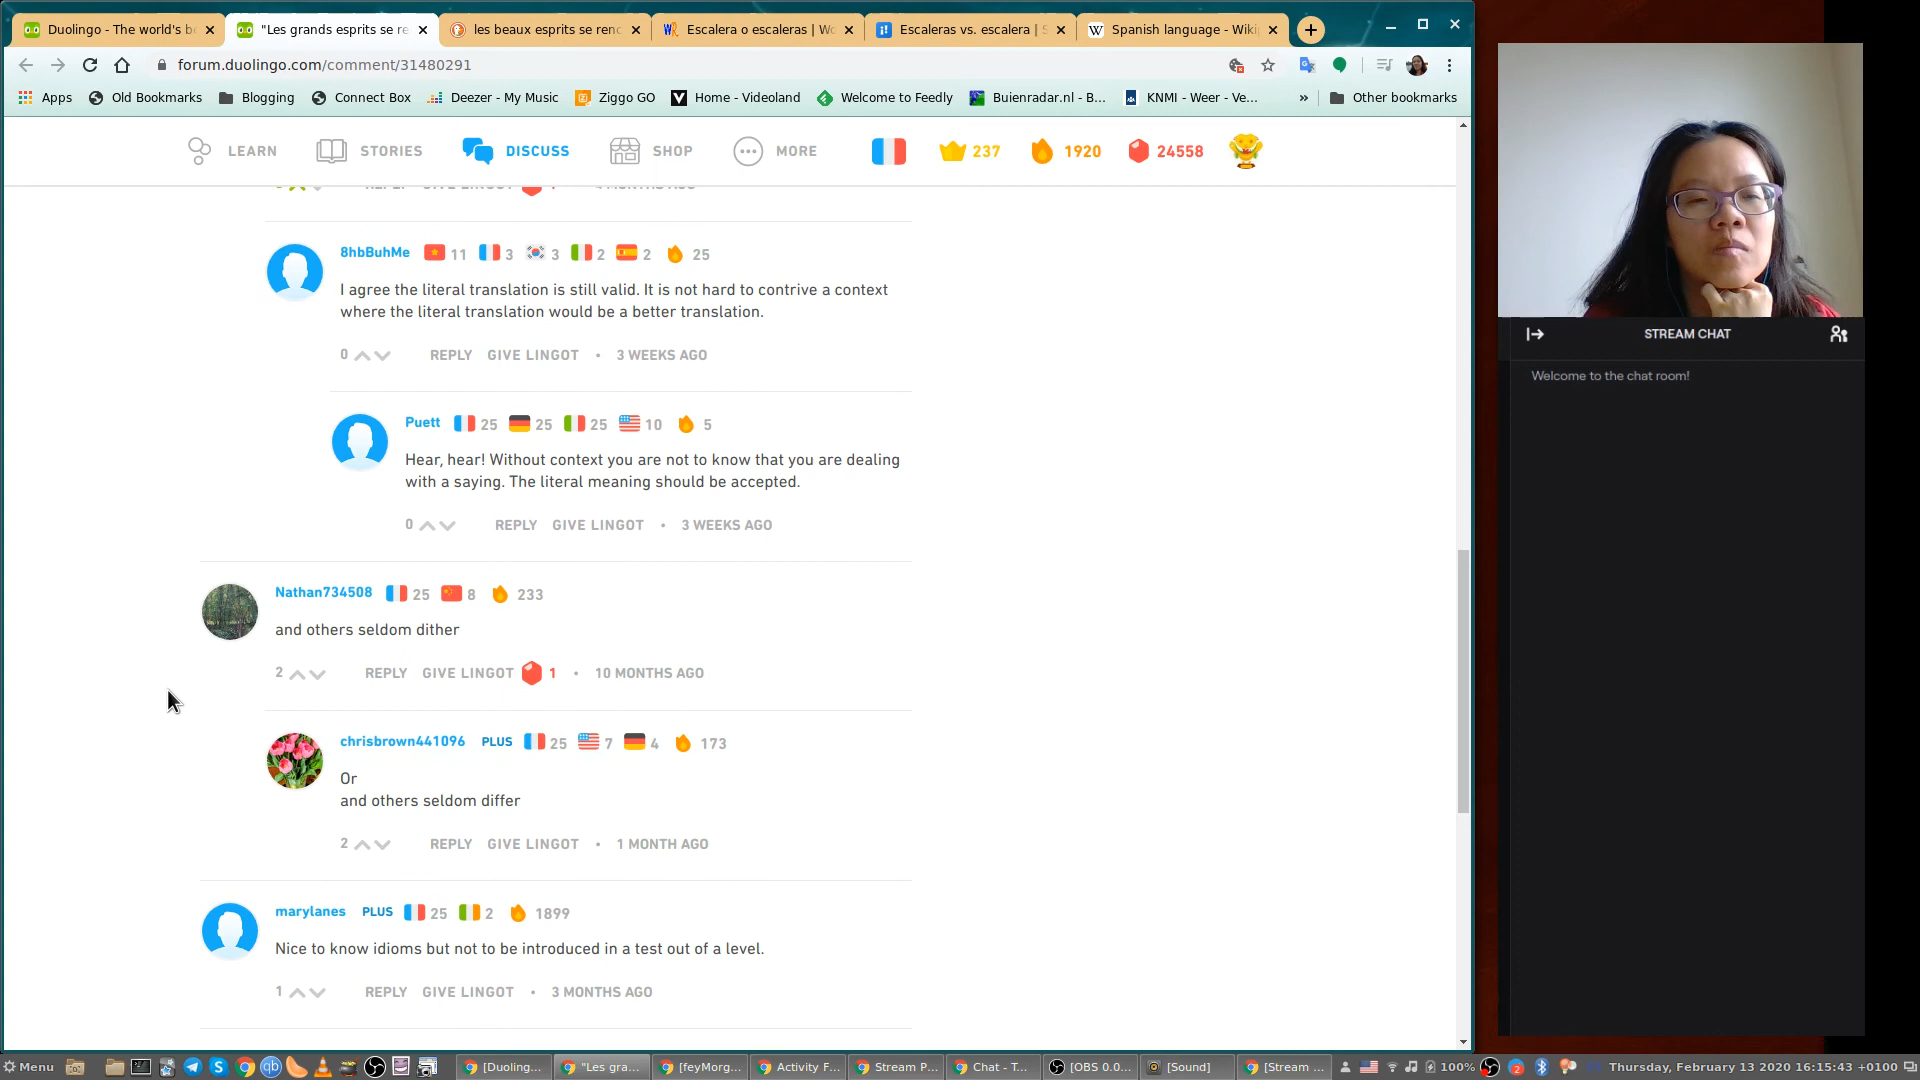 Duolingo - The world's b
"Les grands esprits se re
les beaux esprits se renc
Escalera o escaleras | Wo
Escaleras vs. escalera | S
Spanish language - Wiki
forum.duolingo.com/comment/31480291
Apps
Old Bookmarks
Blogging
Connect Box
Deezer - My Music
Ziggo GO
Home - Videoland
Welcome to Feedly
Buienradar.nl - B...
KNMI - Weer - Ve...
»
Other bookmarks
LEARN
STORIES
DISCUSS
SHOP
MORE
237
1920
24558
8hbBuhMe 11 3 3 2 2 25
I agree the literal translation is still valid. It is not hard to contrive a context
where the literal translation would be a better translation.
0 REPLY GIVE LINGOT • 3 WEEKS AGO
Puett 25 25 25 10 5
Hear, hear! Without context you are not to know that you are dealing
with a saying. The literal meaning should be accepted.
0 REPLY GIVE LINGOT • 3 WEEKS AGO
Nathan734508 25 8 233
and others seldom dither
2 REPLY GIVE LINGOT 1 • 10 MONTHS AGO
chrisbrown441096 PLUS 25 7 4 173
Or
and others seldom differ
2 REPLY GIVE LINGOT • 1 MONTH AGO
marylanes PLUS 25 2 1899
Nice to know idioms but not to be introduced in a test out of a level.
1 REPLY GIVE LINGOT • 3 MONTHS AGO
STREAM CHAT
Welcome to the chat room!
Menu
[Duoling...
"Les gra...
[feyMorg...
Activity F...
Stream P...
Chat - T...
[OBS 0.0...
[Sound]
[Stream ...
100%
2
Thursday, February 13 2020 16:15:43 +0100